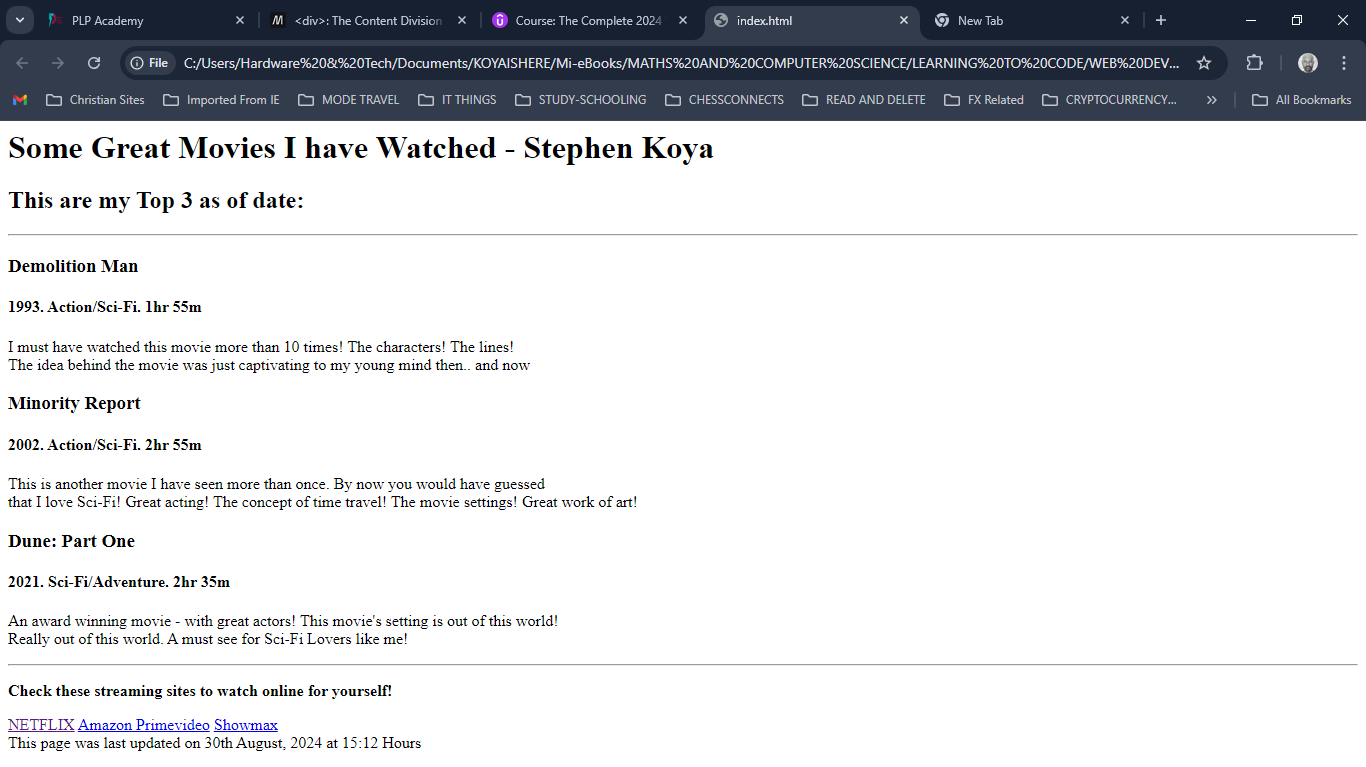 PLP Academy
<div>: The Content Division
Course: The Complete 2024
index.html
New Tab
File
C:/Users/Hardware%20&%20Tech/Documents/KOYAISHERE/Mi-eBooks/MATHS%20AND%20COMPUTER%20SCIENCE/LEARNING%20TO%20CODE/WEB%20DEV...
Christian Sites
Imported From IE
MODE TRAVEL
IT THINGS
STUDY-SCHOOLING
CHESSCONNECTS
READ AND DELETE
FX Related
CRYPTOCURRENCY...
All Bookmarks
Some Great Movies I have Watched - Stephen Koya
This are my Top 3 as of date:
Demolition Man
1993. Action/Sci-Fi. 1hr 55m
I must have watched this movie more than 10 times! The characters! The lines!
The idea behind the movie was just captivating to my young mind then.. and now
Minority Report
2002. Action/Sci-Fi. 2hr 55m
This is another movie I have seen more than once. By now you would have guessed
that I love Sci-Fi! Great acting! The concept of time travel! The movie settings! Great work of art!
Dune: Part One
2021. Sci-Fi/Adventure. 2hr 35m
An award winning movie - with great actors! This movie's setting is out of this world!
Really out of this world. A must see for Sci-Fi Lovers like me!
Check these streaming sites to watch online for yourself!
NETFLIX Amazon Primevideo Showmax
This page was last updated on 30th August, 2024 at 15:12 Hours